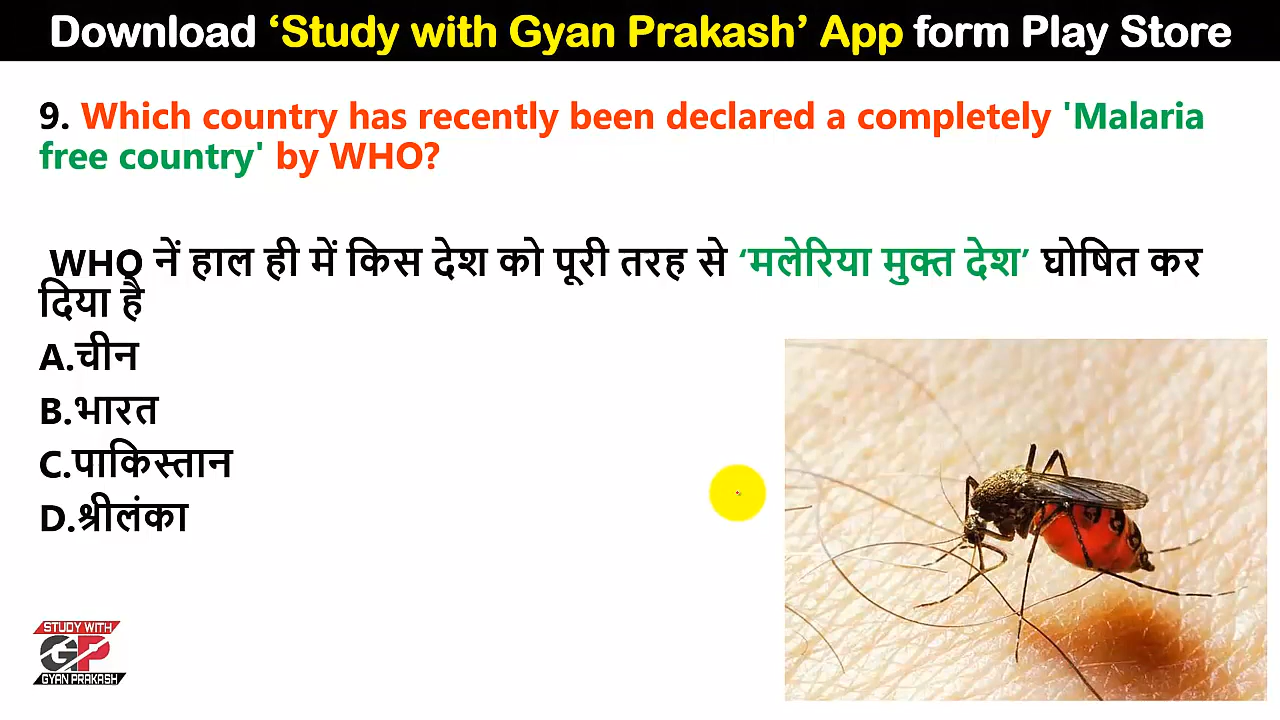 Download ‘Study with Gyan Prakash’ App form Play Store
9. Which country has recently been declared a completely 'Malaria
free country' by WHO?
WHO नें हाल ही में किस देश को पूरी तरह से ‘मलेरिया मुक्त देश’ घोषित कर
दिया है
A.चीन
B.भारत
C.पाकिस्तान
D.श्रीलंका
STUDY WITH
GP
GYAN PRAKASH